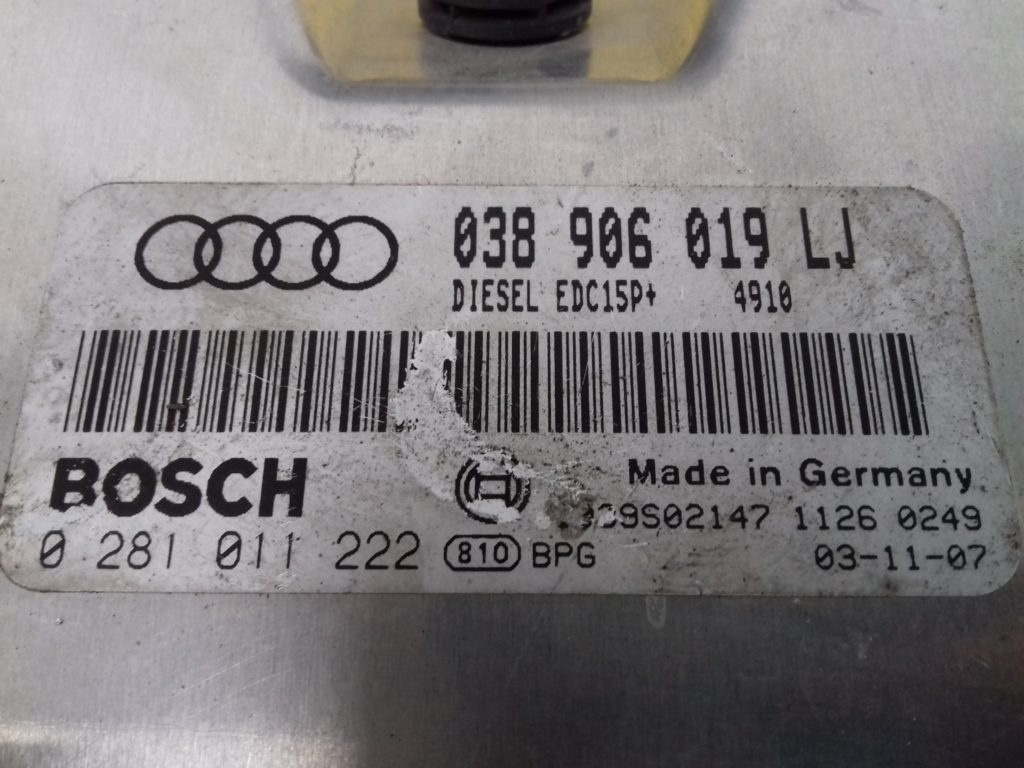 038 906 019 LJ
DIESEL EDC15P+ 4910
BOSCH
Made in Germany
39S02147 1126 0249
0 281 011 222 810 BPG 03-11-07